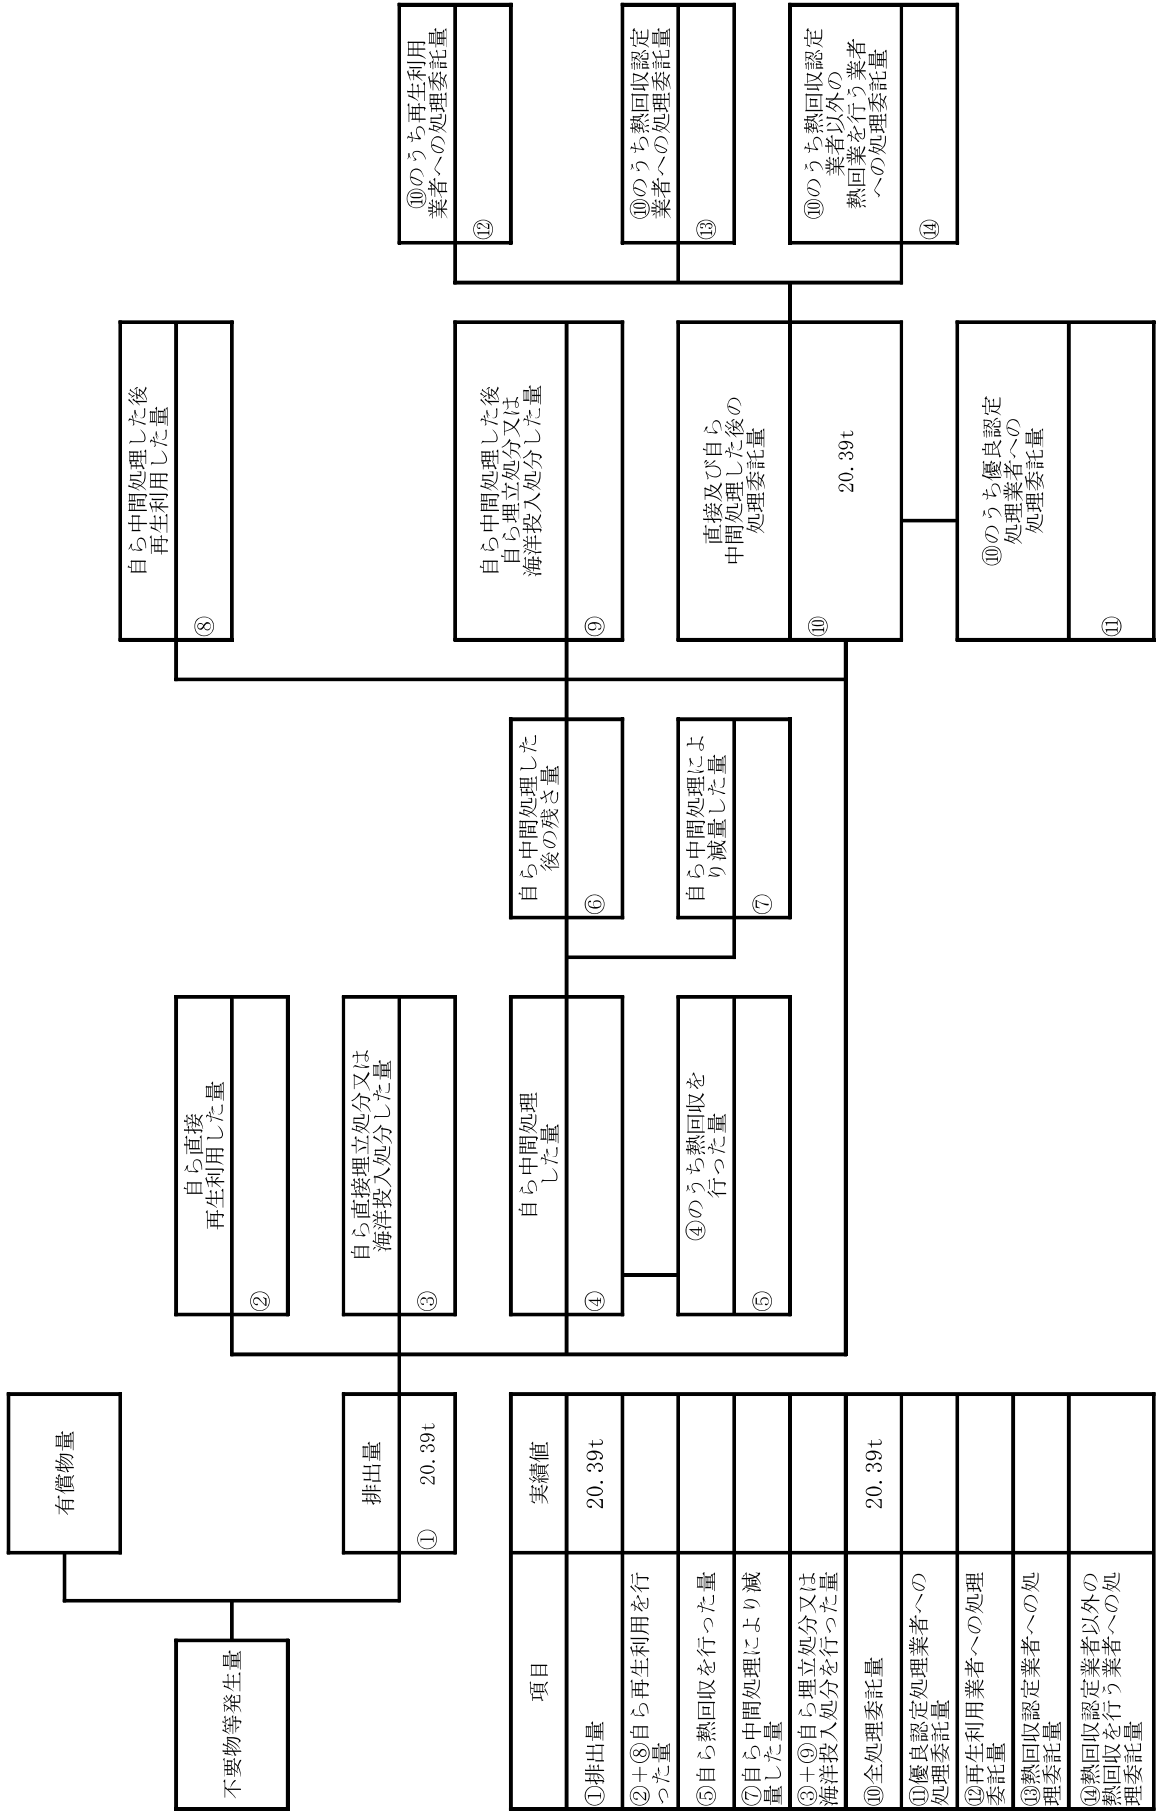 不要物等発生量
有償物量
排出量
①
20.39t
自ら直接
再生利用した量
②
自ら直接埋立処分又は
海洋投入処分した量
③
自ら中間処理
した量
④
④のうち熱回収を
行った量
⑤
自ら中間処理した
後の残さ量
⑥
自ら中間処理によ
り減量した量
⑦
自ら中間処理した後
再生利用した量
⑧
自ら中間処理した後
自ら埋立処分又は
海洋投入処分した量
⑨
直接及び自ら
中間処理した後の
処理委託量
⑩
20.39t
⑩のうち優良認定
処理業者への
処理委託量
⑪
⑩のうち再生利用
業者への処理委託量
⑫
⑩のうち熱回収認定
業者への処理委託量
⑬
⑩のうち熱回収認定
業者以外の
熱回業を行う業者
への処理委託量
⑭
項目
実績値
①排出量
20.39t
②+⑧自ら再生利用を行
った量
⑤自ら熱回収を行った量
⑦自ら中間処理により減
量した量
③+⑨自ら埋立処分又は
海洋投入処分を行った量
⑩全処理委託量
20.39t
⑪優良認定処理業者への
処理委託量
⑫再生利用業者への処理
委託量
⑬熱回収認定業者への処
理委託量
⑭熱回収認定業者以外の
熱回収を行う業者への処
理委託量